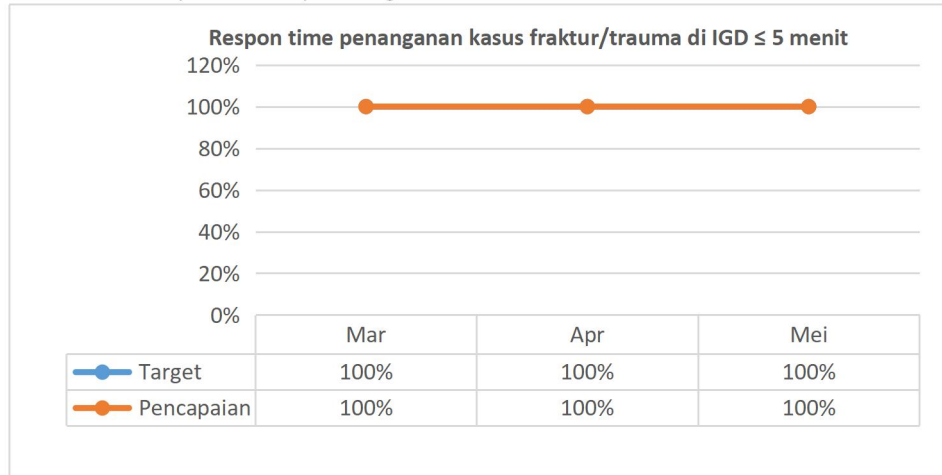 Respon time penanganan kasus fraktur/trauma di IGD ≤ 5 menit
120%
100%
80%
60%
40%
20%
0%
Mar Apr Mei
Target 100% 100% 100%
Pencapaian 100% 100% 100%